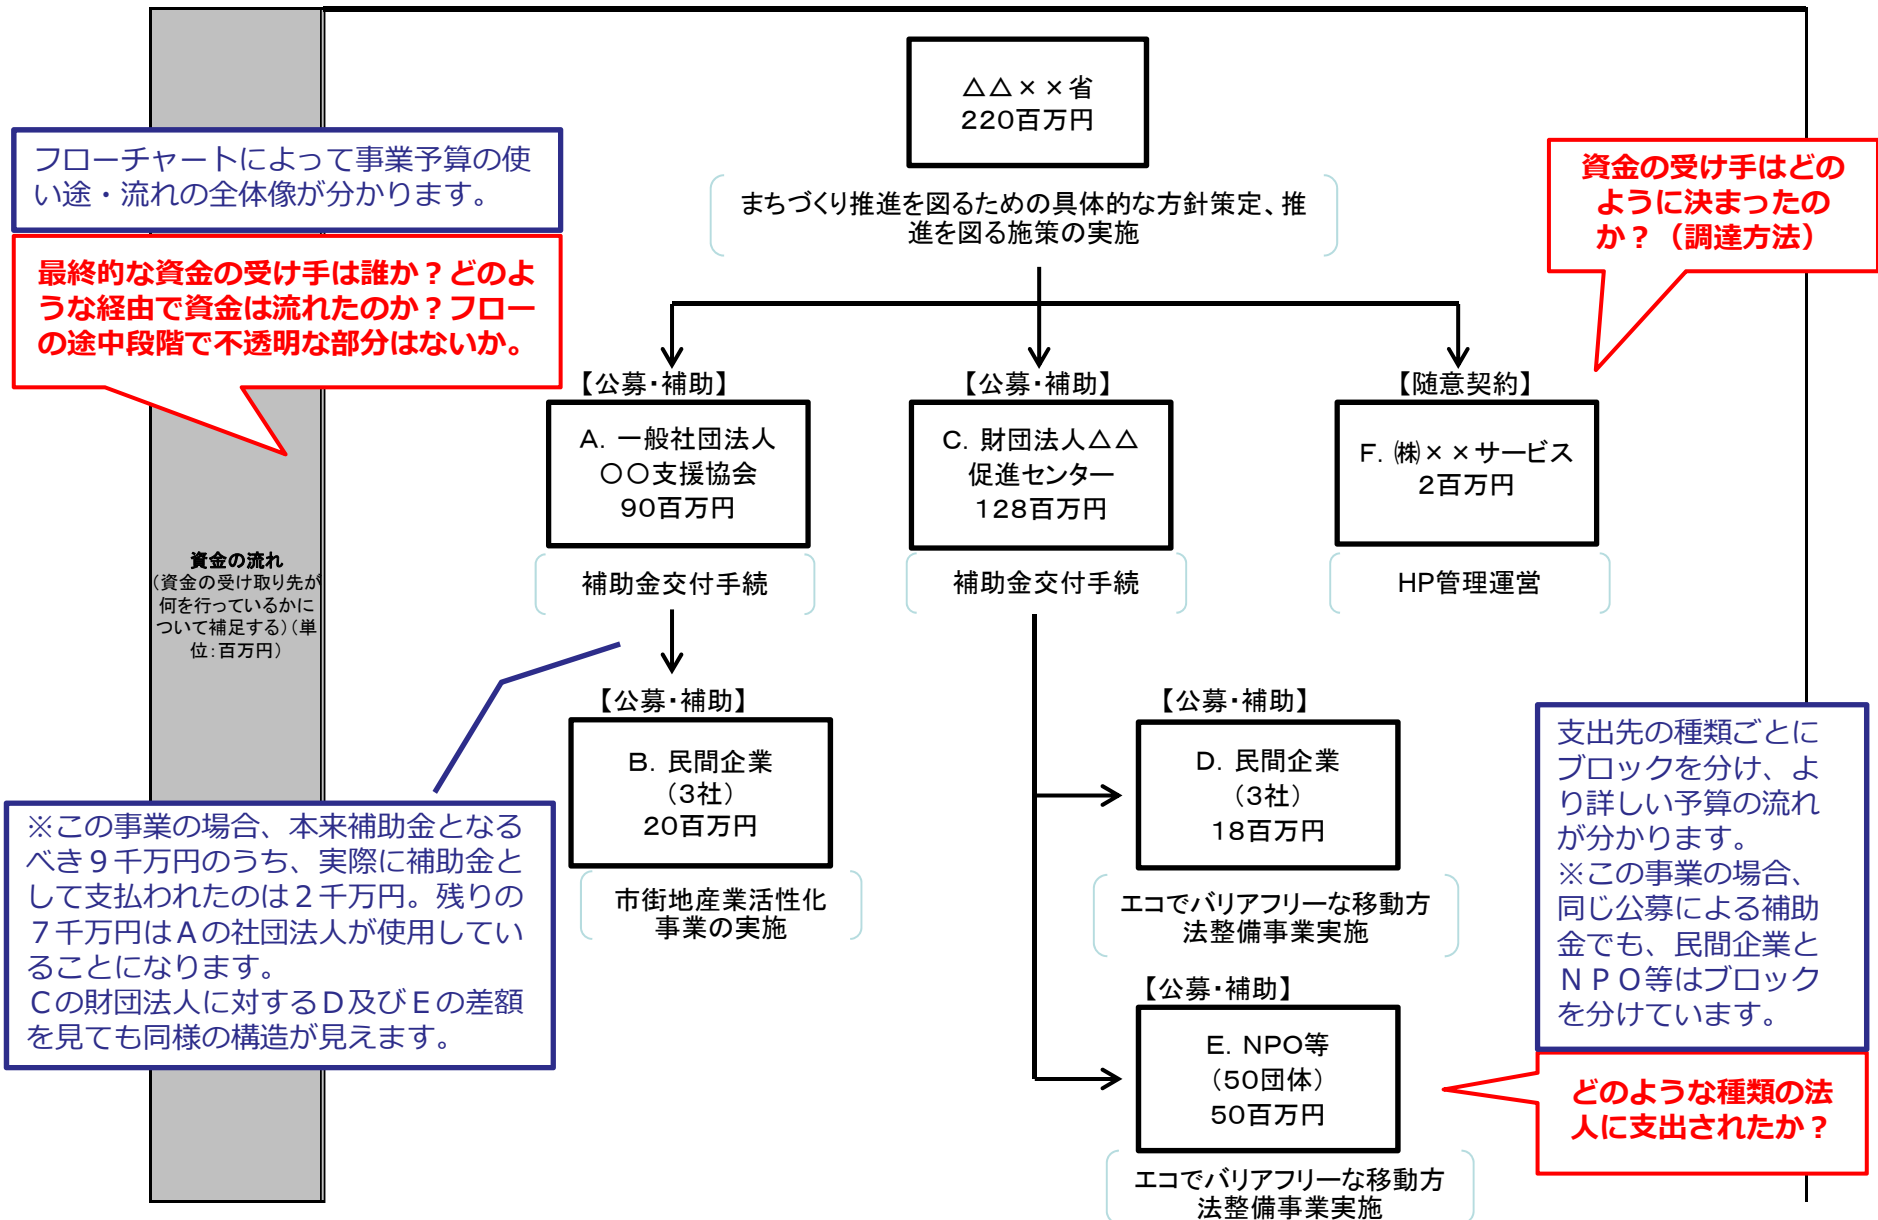 △△××省
220百万円
まちづくり推進を図るための具体的な方針策定、推
進を図る施策の実施
フローチャートによって事業予算の使
い途・流れの全体像が分かります。
最終的な資金の受け手は誰か？どのよ
うな経由で資金は流れたのか？フロー
の途中段階で不透明な部分はないか。
資金の受け手はどの
ように決まったの
か？（調達方法）
資金の流れ
（資金の受け取り先が
何を行っているかに
ついて補足する）（単
位：百万円）
【公募・補助】
A．一般社団法人
○○支援協会
90百万円
補助金交付手続
【公募・補助】
C．財団法人△△
促進センター
128百万円
補助金交付手続
【随意契約】
F．㈱××サービス
2百万円
HP管理運営
【公募・補助】
B．民間企業
（3社）
20百万円
市街地産業活性化
事業の実施
【公募・補助】
D．民間企業
（3社）
18百万円
エコでバリアフリーな移動方
法整備事業実施
【公募・補助】
E．NPO等
（50団体）
50百万円
エコでバリアフリーな移動方
法整備事業実施
※この事業の場合、本来補助金となる
べき９千万円のうち、実際に補助金と
して支払われたのは２千万円。残りの
７千万円はＡの社団法人が使用してい
ることになります。
Ｃの財団法人に対するＤ及びＥの差額
を見ても同様の構造が見えます。
支出先の種類ごとに
ブロックを分け、よ
り詳しい予算の流れ
が分かります。
※この事業の場合、
同じ公募による補助
金でも、民間企業と
ＮＰＯ等はブロック
を分けています。
どのような種類の法
人に支出されたか？